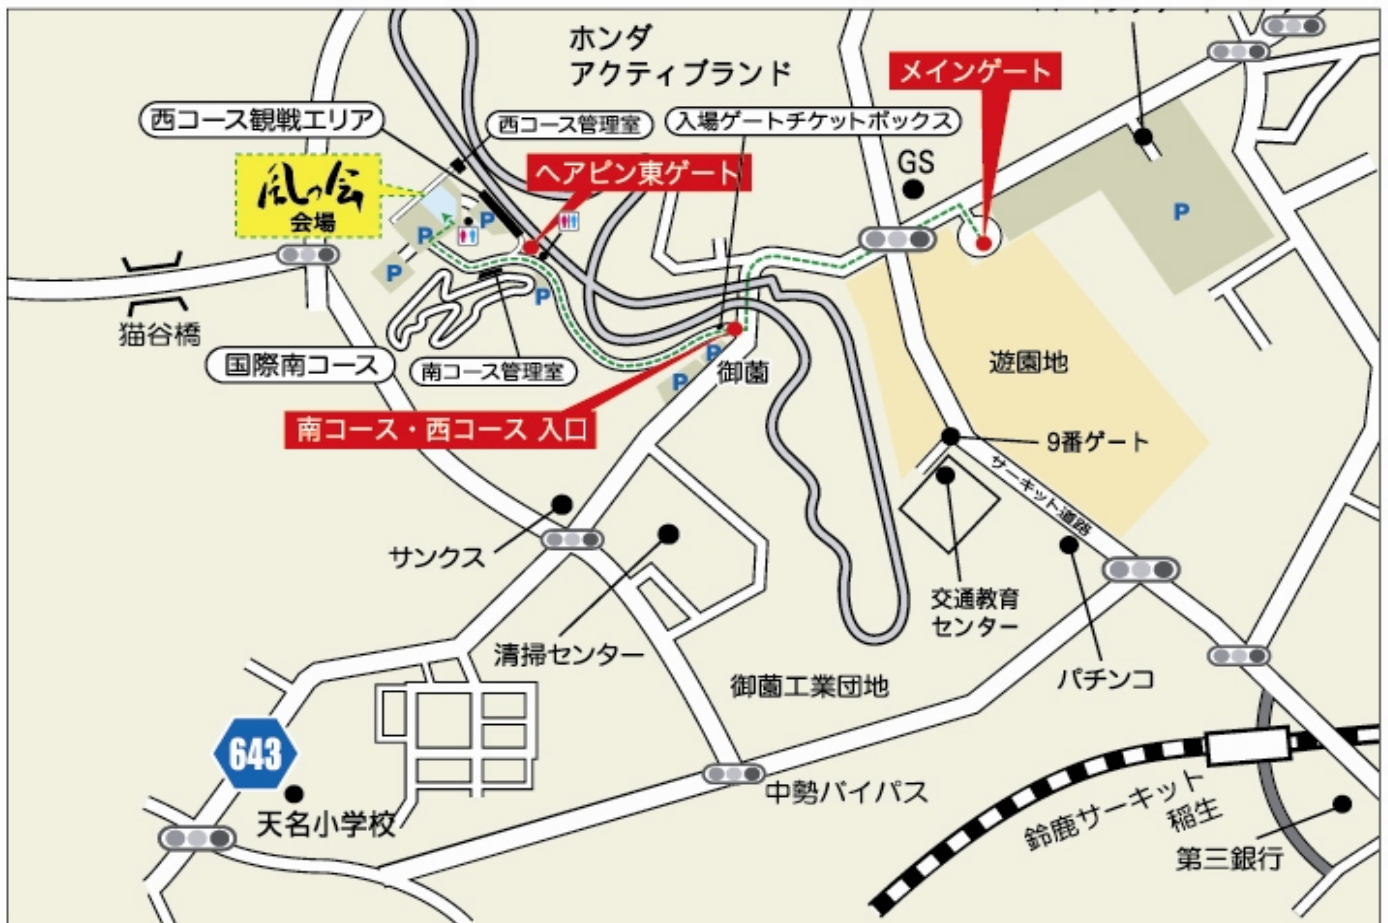 ホンダ
アクティブランド
メインゲート
西コース観戦エリア
西コース管理室
入場ゲートチケットボックス
GS
ヘアピン東ゲート
風の会
会場
P
P
P
P
P
猫谷橋
国際南コース
南コース管理室
P
P
御薗
遊園地
南コース・西コース 入口
9番ゲート
サーキット道路
サンクス
清掃センター
交通教育
センター
パチンコ
御薗工業団地
643
中勢バイパス
天名小学校
鈴鹿サーキット
稲生
第三銀行